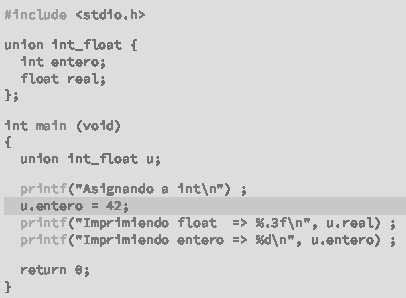 #include <stdio.h>
union int_float {
int entero;
float real;
};
int main (void)
{
union int_float u;
printf("Asignando a int\n") ;
u.entero = 42;
printf("Imprimiendo float => %.3f\n", u.real) ;
printf("Imprimiendo entero => %d\n", u.entero) ;
return 0;
}